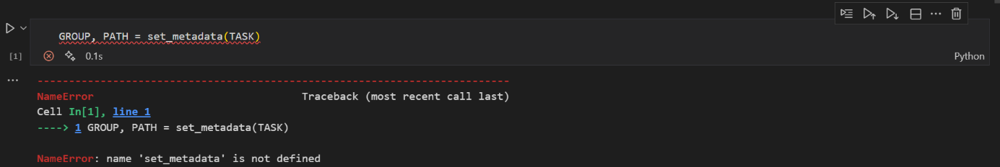 GROUP, PATH = set_metadata(TASK)
[1]
0.1s
Python
---------------------------------------------------------------------------
NameError                                 Traceback (most recent call last)
Cell In[1], line 1
----> 1 GROUP, PATH = set_metadata(TASK)
NameError: name 'set_metadata' is not defined